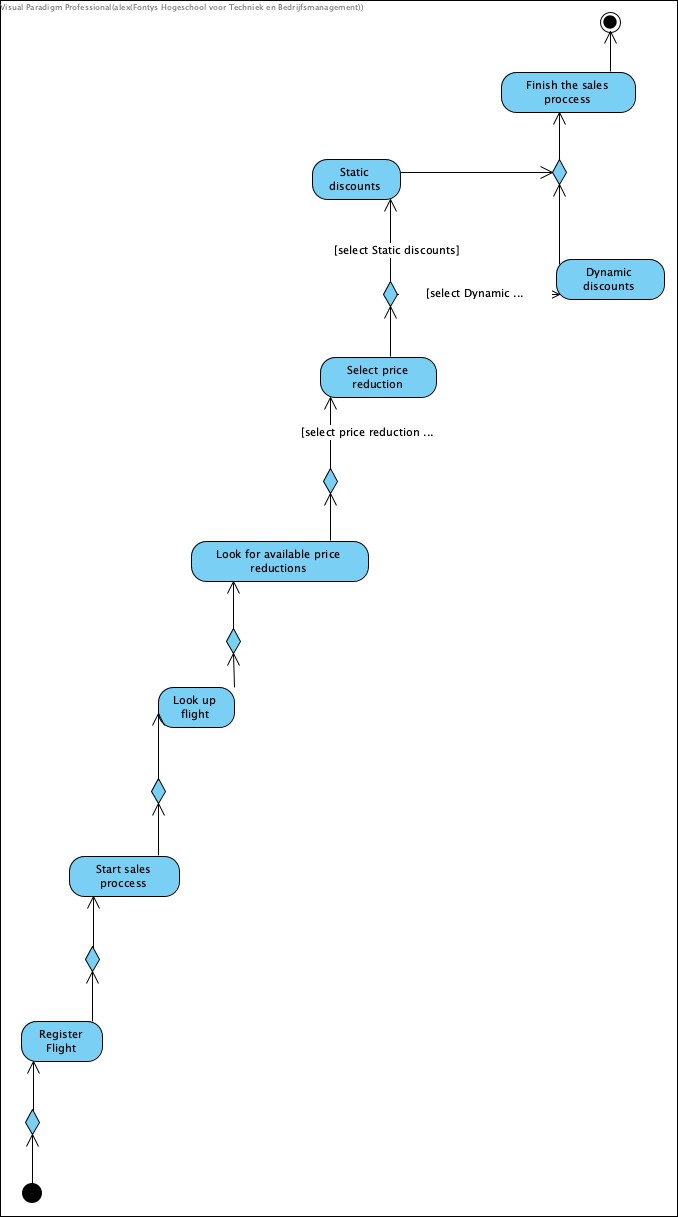 Visual Paradigm Professional(alex(Fontys Hogeschool voor Techniek en Bedrijfsmanagement))
Finish the sales
proccess
Static
discounts
[select Static discounts]
Dynamic
discounts
[select Dynamic ...
Select price
reduction
[select price reduction ...
Look for available price
reductions
Look up
flight
Start sales
proccess
Register
Flight